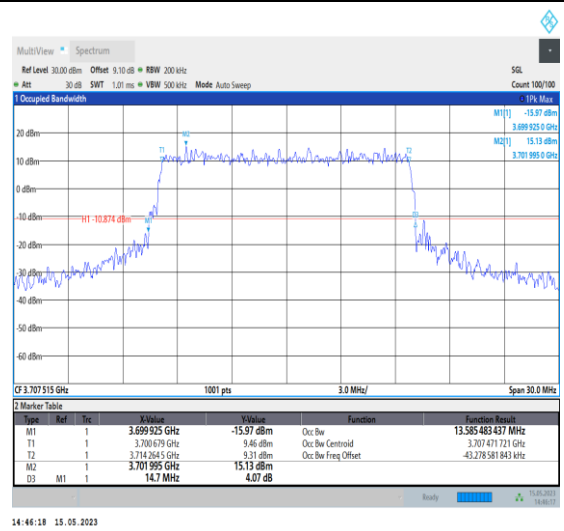 MultiView Spectrum
Ref Level 30.00 dBm Offset 9.10 dB RBW 200 kHz SGL
Att 30 dB SWT 1.01 ms VBW 500 kHz Mode Auto Sweep Count 100/100
1 Occupied Bandwidth 1Pk Max
M1[1] -15.97 dBm
3.699 925 0 GHz
M2[1] 15.13 dBm
3.701 995 0 GHz
M2
T1
T2
20 dBm
10 dBm
0 dBm
-10 dBm
H1 -10.874 dBm
M1
D3
-20 dBm
-30 dBm
-40 dBm
-50 dBm
-60 dBm
CF 3.707 515 GHz 1001 pts 3.0 MHz/ Span 30.0 MHz
2 Marker Table
Type Ref Trc X-Value Y-Value Function Function Result
M1 1 3.699 925 GHz -15.97 dBm Occ Bw 13.585 483 437 MHz
T1 1 3.700 679 GHz 9.46 dBm Occ Bw Centroid 3.707 471 721 GHz
T2 1 3.714 264 5 GHz 9.31 dBm Occ Bw Freq Offset -43.278 581 843 kHz
M2 1 3.701 995 GHz 15.13 dBm
D3 M1 1 14.7 MHz 4.07 dB
Ready 15.05.2023
14:46:17
14:46:18 15.05.2023